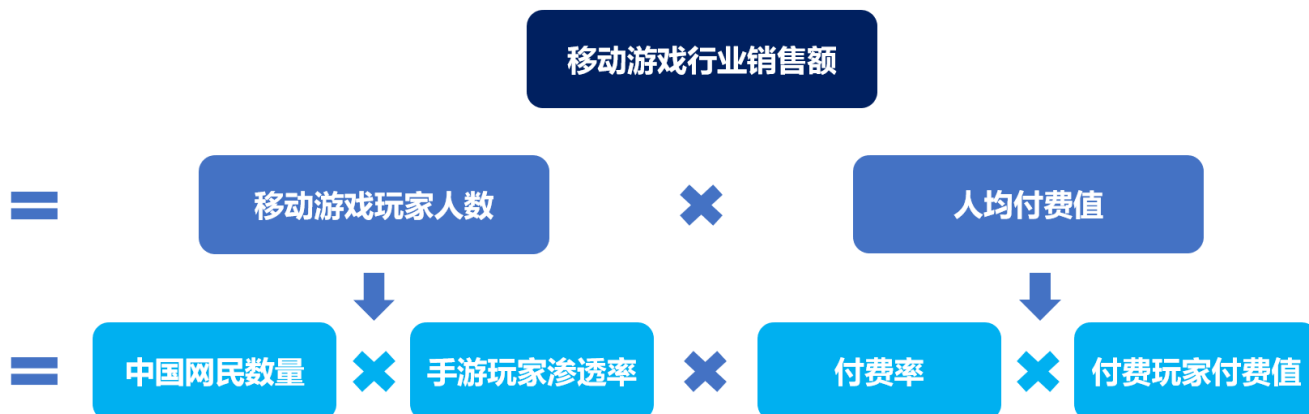 移动游戏行业销售额
移动游戏玩家人数
人均付费值
中国网民数量
手游玩家渗透率
付费率
付费玩家付费值